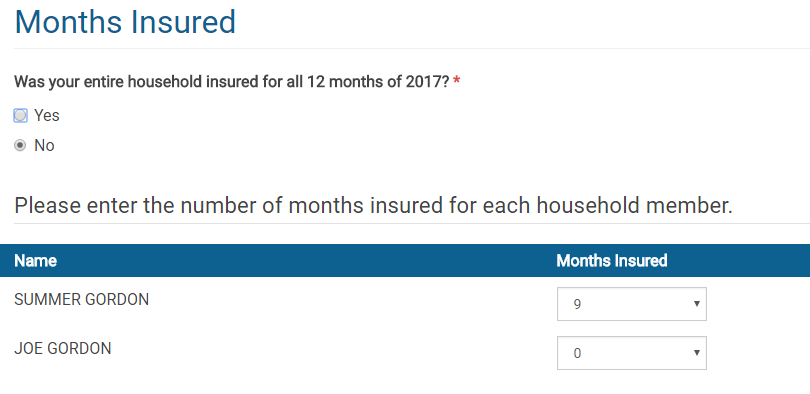 Months Insured
Was your entire household insured for all 12 months of 2017? *
Yes
No
Please enter the number of months insured for each household member.
Name Months Insured
SUMMER GORDON 9
JOE GORDON 0